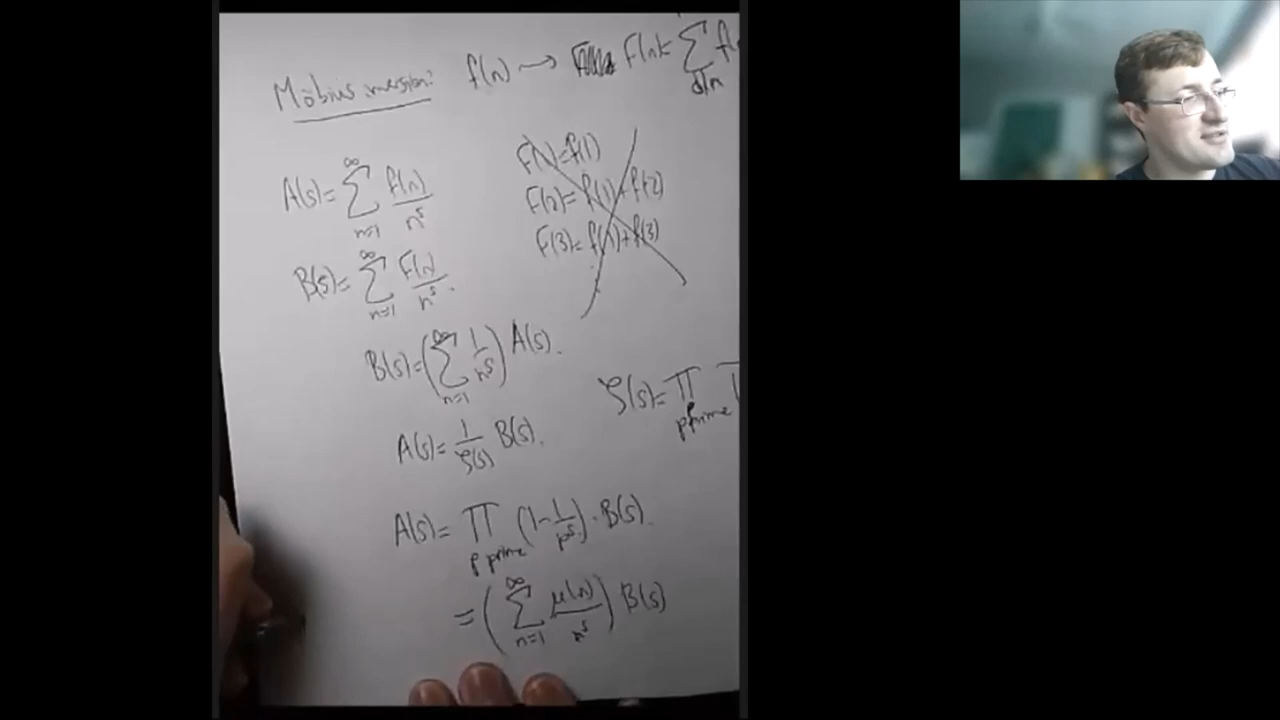 Möbius inversion: f(n) → F(n)= ∑_{d|n} f(
A(s)= ∑_{n=1}^{∞} f(n)/n^s
F(1)=f(1)
F(2)=f(1)+f(2)
F(3)=f(1)+f(3)
B(s)= ∑_{n=1}^{∞} F(n)/n^s.
B(s)=(∑_{n=1}^{∞} 1/n^s) A(s).
ζ(s)= ∏_{p prime}
A(s)= 1/ζ(s) B(s).
A(s)= ∏_{p prime} (1-1/p^s)·B(s).
= (∑_{n=1}^{∞} μ(n)/n^s) B(s)